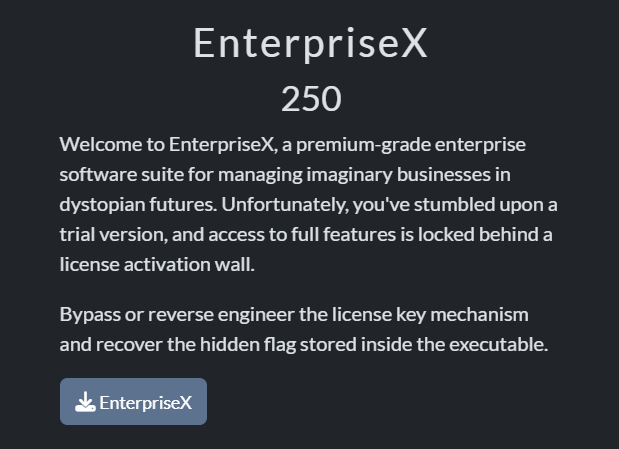 EnterpriseX
250
Welcome to EnterpriseX, a premium-grade enterprise
software suite for managing imaginary businesses in
dystopian futures. Unfortunately, you've stumbled upon a
trial version, and access to full features is locked behind a
license activation wall.
Bypass or reverse engineer the license key mechanism
and recover the hidden flag stored inside the executable.
EnterpriseX